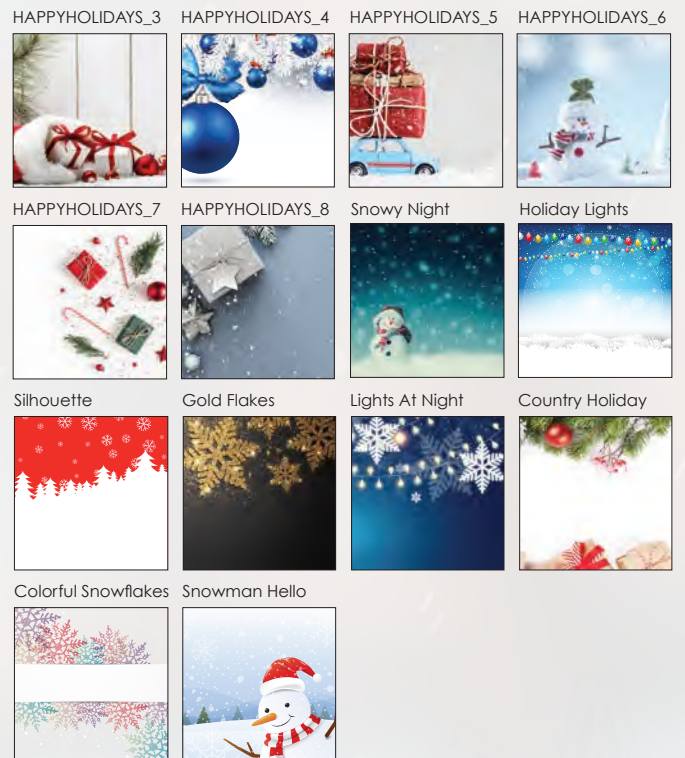 HAPPYHOLIDAYS_3 HAPPYHOLIDAYS_4 HAPPYHOLIDAYS_5 HAPPYHOLIDAYS_6
HAPPYHOLIDAYS_7 HAPPYHOLIDAYS_8 Snowy Night Holiday Lights
Silhouette Gold Flakes Lights At Night Country Holiday
Colorful Snowflakes Snowman Hello